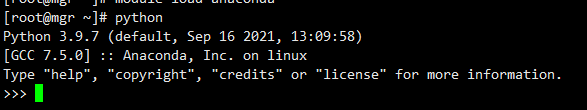 [root@mgr ~]# module load anaconda
[root@mgr ~]# python
Python 3.9.7 (default, Sep 16 2021, 13:09:58)
[GCC 7.5.0] :: Anaconda, Inc. on linux
Type "help", "copyright", "credits" or "license" for more information.
>>>